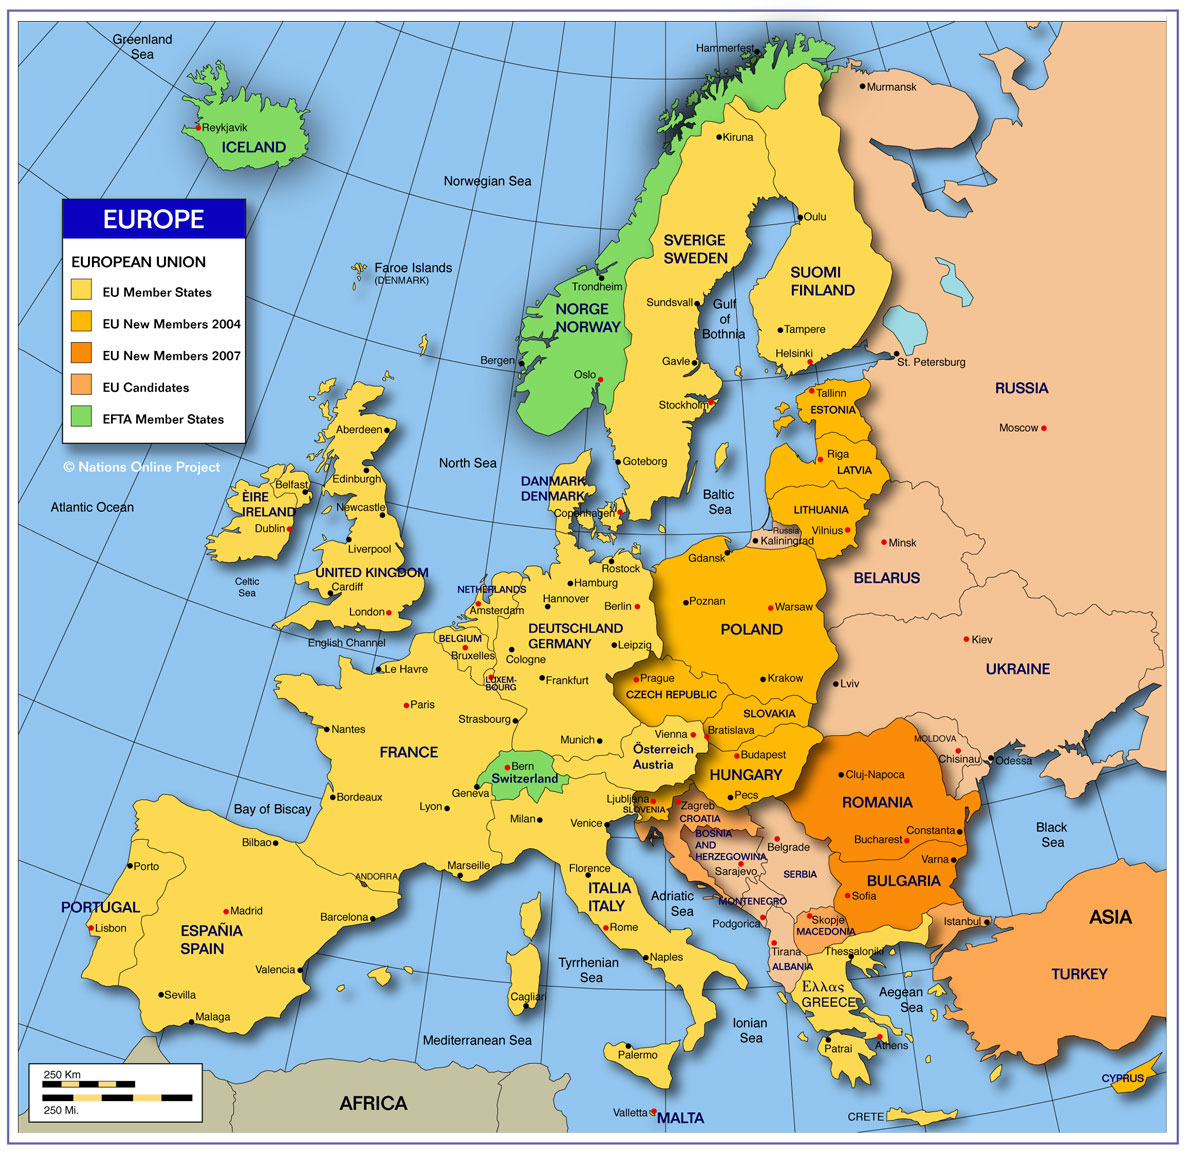 Greenland
Sea
Hammerfest
Murmansk
Reykjavik
ICELAND
Kiruna
Norwegian Sea
EUROPE
EUROPEAN UNION
EU Member States
EU New Members 2004
EU New Members 2007
EU Candidates
EFTA Member States
© Nations Online Project
Oulu
SVERIGE
SWEDEN
SUOMI
FINLAND
Faroe Islands
(DENMARK)
Trondheim
NORGE
NORWAY
Sundsvall
Gulf
of
Bothnia
Tampere
Helsinki
St. Petersburg
Bergen
Gavle
Oslo
Stockholm
RUSSIA
Moscow
Tallinn
ESTONIA
Aberdeen
North Sea
Goteborg
Riga
LATVIA
Edinburgh
Belfast
Atlantic Ocean
ÈIRE
IRELAND
Dublin
Newcastle
DANMARK
DENMARK
Copenhagen
Baltic
Sea
LITHUANIA
Vilnius
Russia
Kaliningrad
Minsk
BELARUS
Liverpool
UNITED KINGDOM
Cardiff
London
Celtic
Sea
English Channel
NETHERLANDS
Amsterdam
Rostock
Hamburg
Hannover
Berlin
Gdansk
Poznan
Warsaw
POLAND
DEUTSCHLAND
GERMANY
Leipzig
BELGIUM
Bruxelles
Cologne
Kiev
UKRAINE
Le Havre
LUXEM-
BOURG
Frankfurt
Prague
CZECH REPUBLIC
Krakow
Lviv
Paris
Strasbourg
SLOVAKIA
Nantes
FRANCE
Munich
Vienna
Bratislava
Österreich
Austria
Budapest
HUNGARY
MOLDOVA
Chisinau
Odessa
Bern
Switzerland
Geneva
Cluj-Napoca
ROMANIA
Bordeaux
Lyon
Bay of Biscay
Milan
Venice
Ljubljana
SLOVENIA
Pecs
Zagreb
CROATIA
BOSNIA
AND
HERZEGOWINA
Sarajevo
Belgrade
SERBIA
Bucharest
Constanta
Black
Sea
Bilbao
Porto
ANDORRA
Marseille
Florence
Varna
BULGARIA
Sofia
PORTUGAL
Lisbon
Madrid
ESPAÑIA
SPAIN
Barcelona
ITALIA
ITALY
Rome
Adriatic
Sea
MONTENEGRO
Podgorica
Skopje
MACEDONIA
Istanbul
ASIA
Valencia
Naples
Tirana
ALBANIA
Thessaloniki
TURKEY
Sevilla
Malaga
Cagliari
Tyrrhenian
Sea
Ελλας
GREECE
Aegean
Sea
Mediterranean Sea
Palermo
Ionian
Sea
Patrai
Athens
250 Km
250 Mi.
AFRICA
Valletta
MALTA
CRETE
CYPRUS